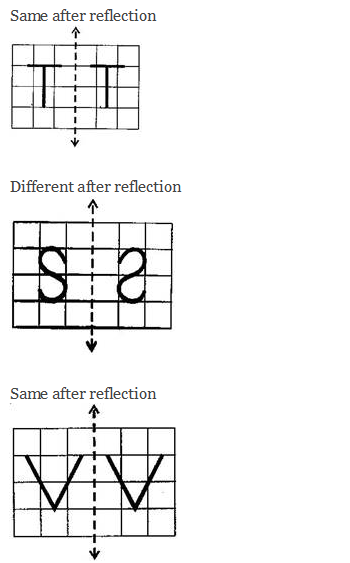 Same after reflection
T T
Different after reflection
S Ƨ
Same after reflection
V V